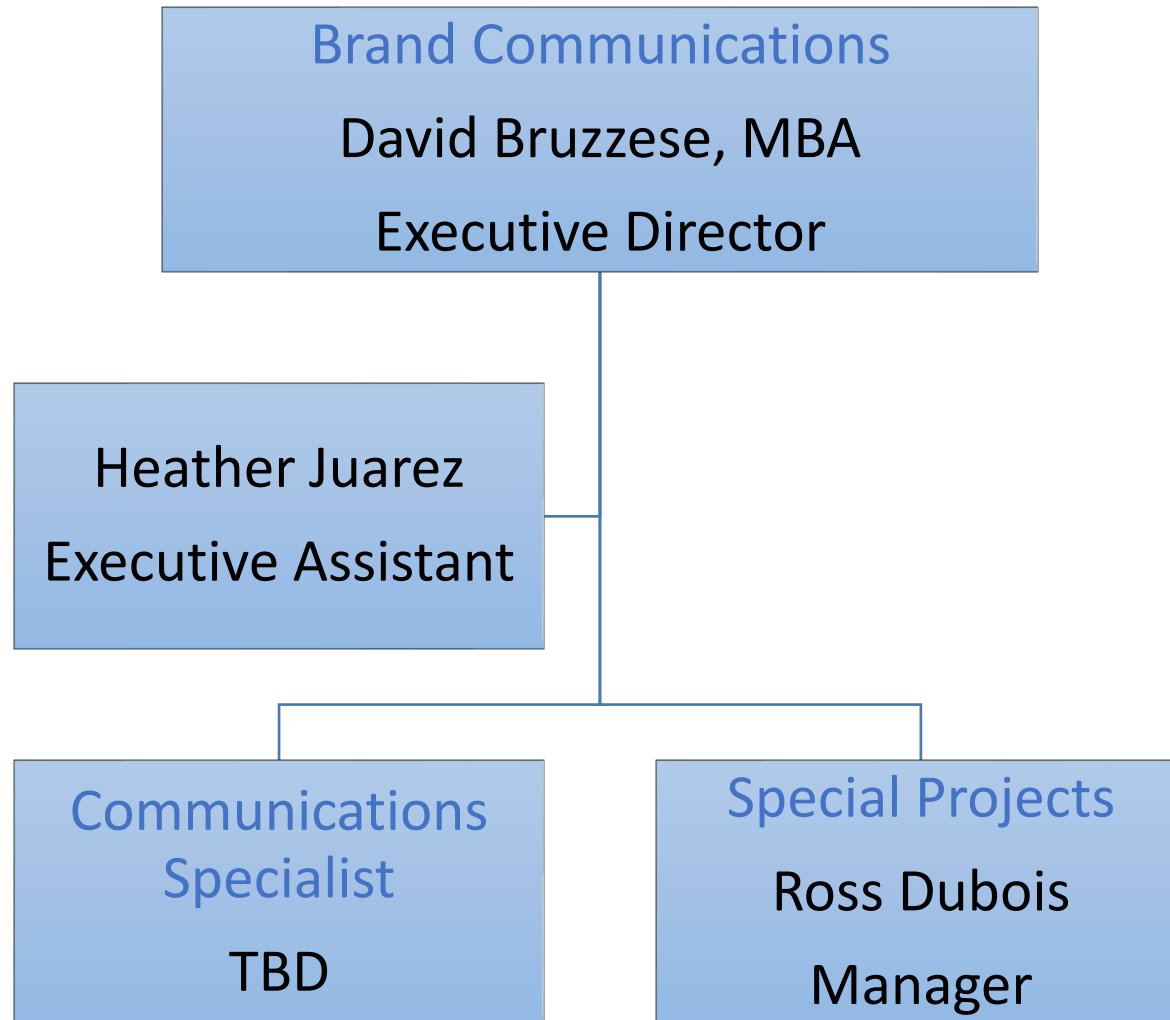 Brand Communications
David Bruzzese, MBA
Executive Director
Heather Juarez
Executive Assistant
Communications
Specialist
TBD
Special Projects
Ross Dubois
Manager